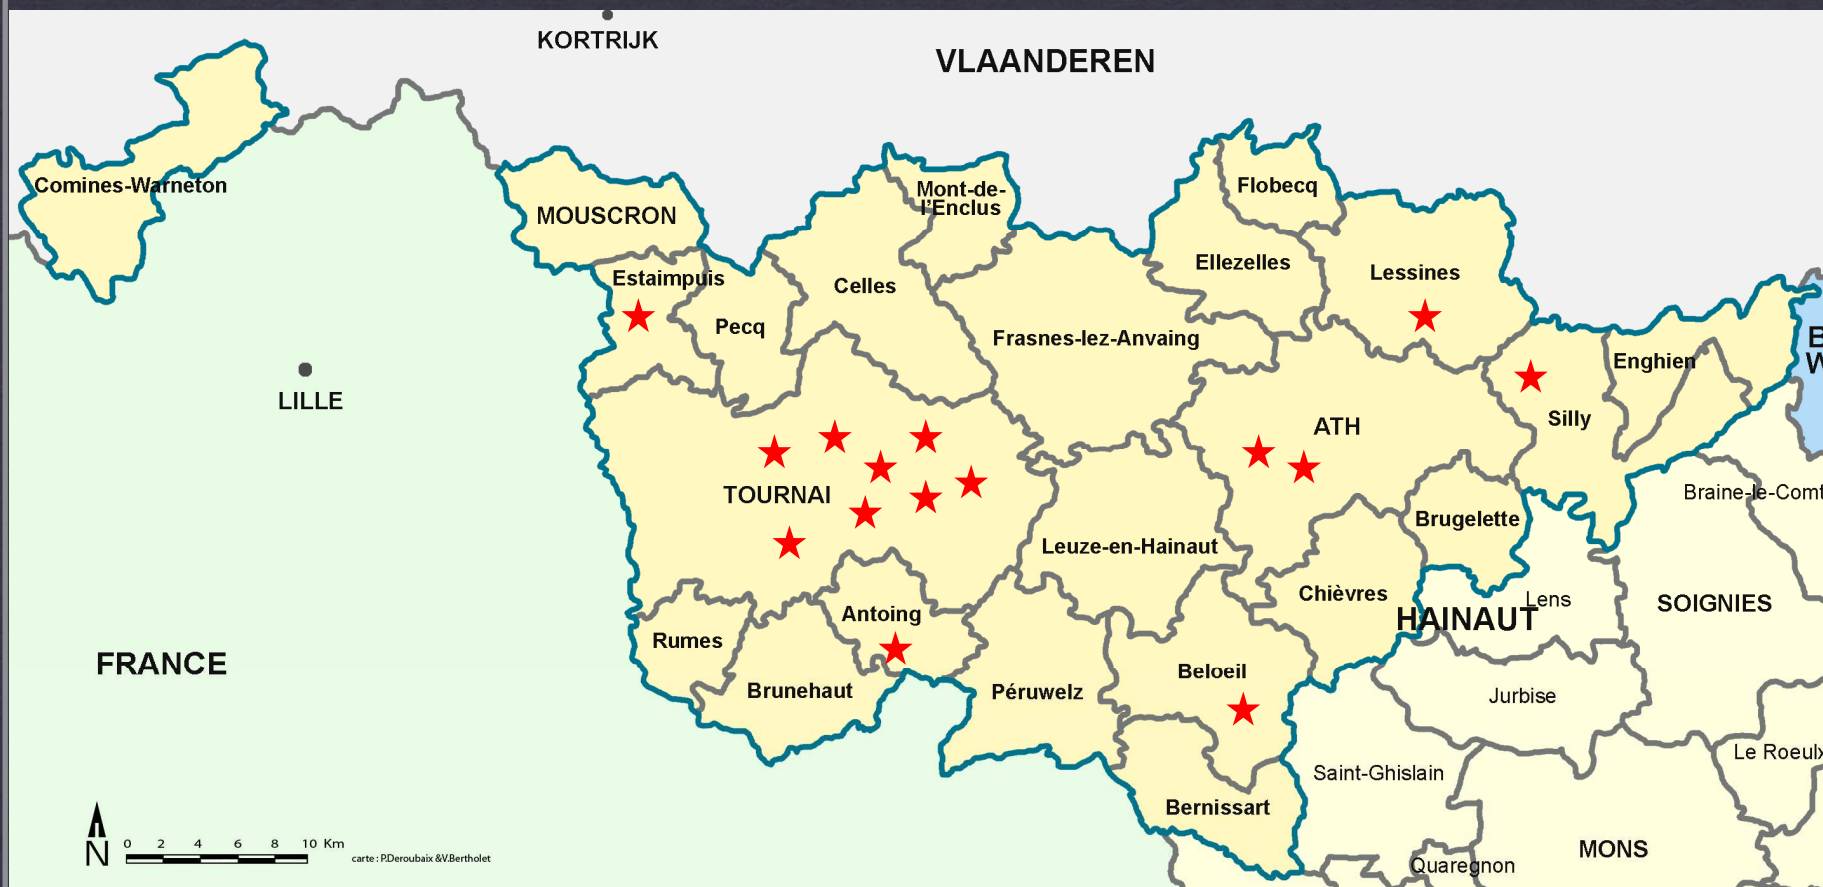 KORTRIJK
VLAANDEREN
Comines-Warneton
MOUSCRON
Mont-de-
l'Enclus
Flobecq
Estaimpuis
Celles
Ellezelles
Lessines
Pecq
Frasnes-lez-Anvaing
Enghien
B
W
LILLE
Silly
ATH
TOURNAI
Braine-le-Comt
Brugelette
Leuze-en-Hainaut
Chièvres
Lens
SOIGNIES
HAINAUT
Antoing
Rumes
FRANCE
Beloeil
Brunehaut
Péruwelz
Jurbise
Le Roeulx
Saint-Ghislain
Bernissart
MONS
Quaregnon
N
0 2 4 6 8 10 Km
carte : P.Deroubaix &V.Bertholet